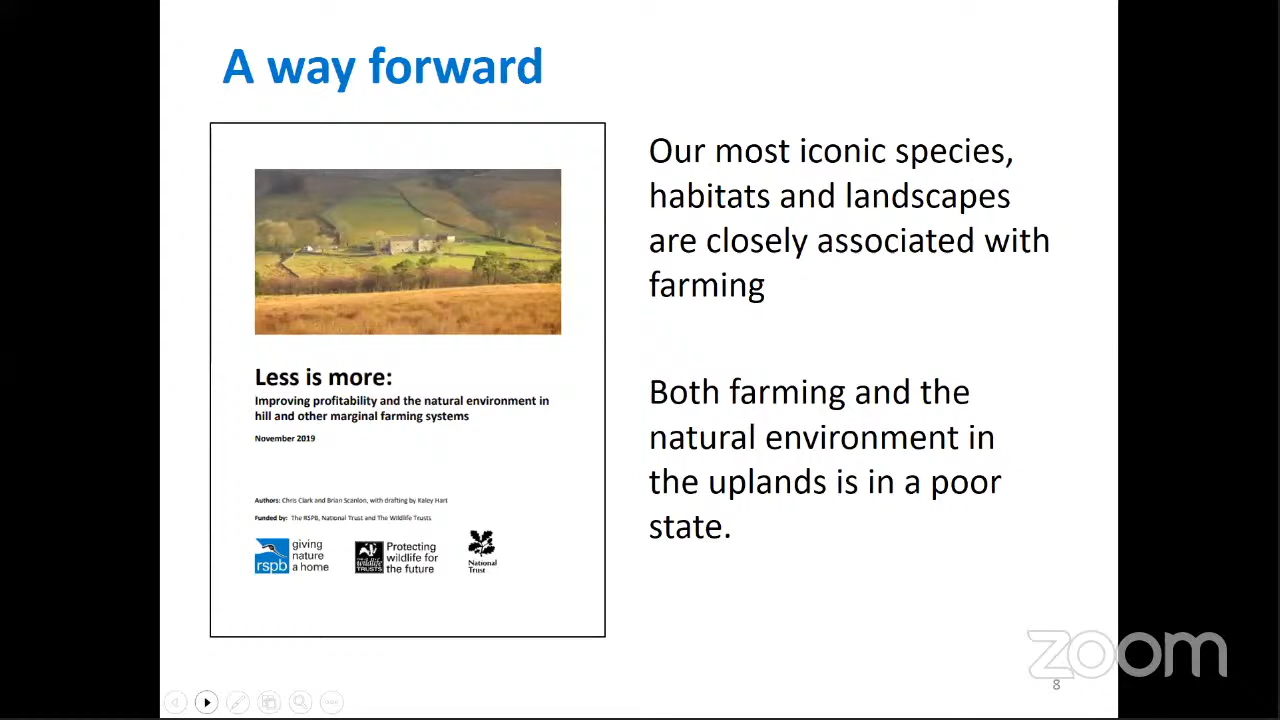 A way forward
Less is more:
Improving profitability and the natural environment in
hill and other marginal farming systems
November 2019
Authors: Chris Clark and Brian Scanlon, with drafting by Kaley Hart
Funded by: The RSPB, National Trust and The Wildlife Trusts
rspb
giving
nature
a home
wildlife
TRUSTS
Protecting
wildlife for
the future
National
Trust
Our most iconic species,
habitats and landscapes
are closely associated with
farming
Both farming and the
natural environment in
the uplands is in a poor
state.
zoom
8